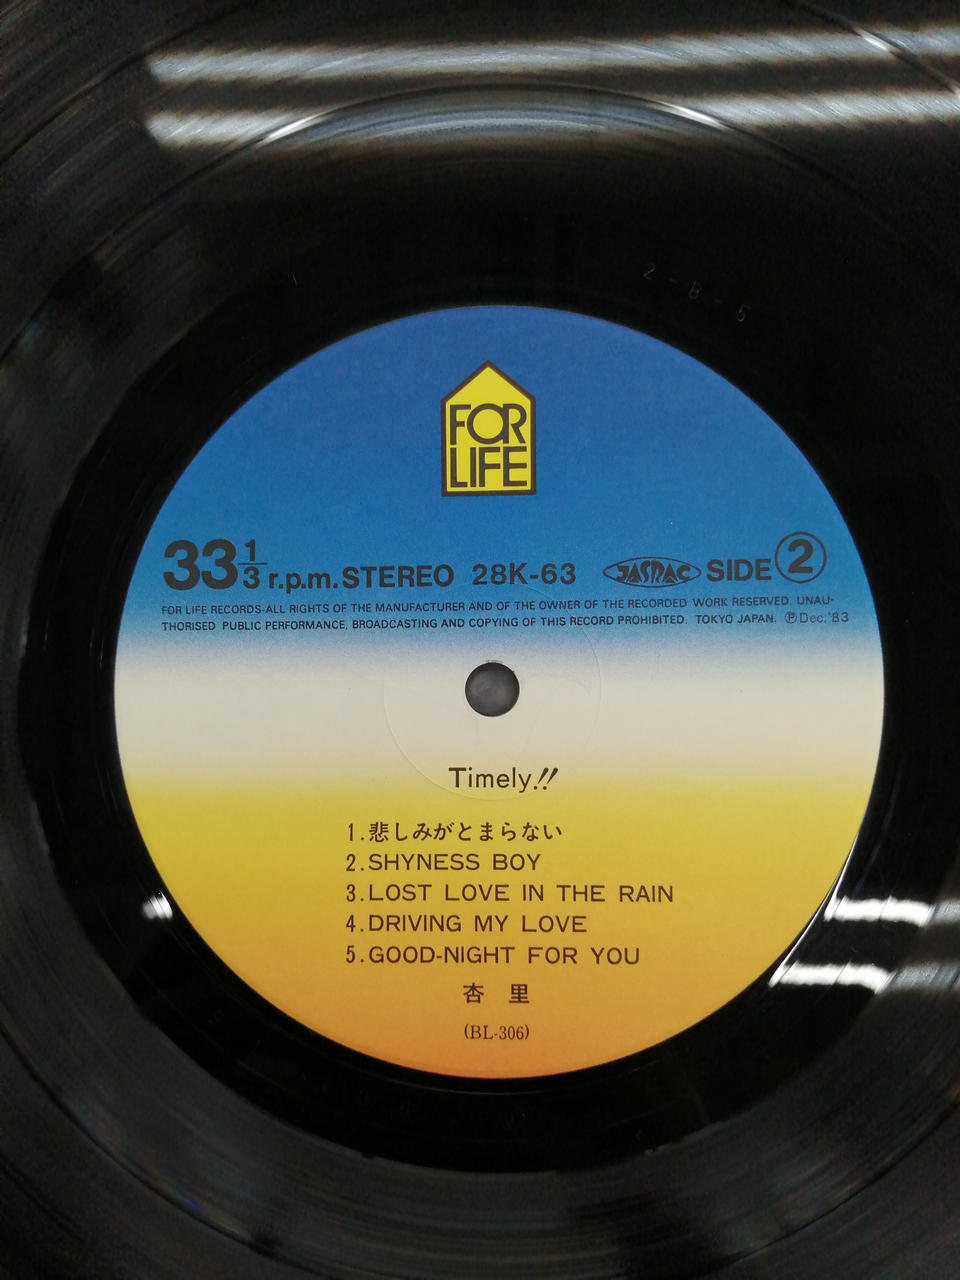 2-8-5
FOR
LIFE
33 1/3 r.p.m. STEREO 28K-63 JASRAC SIDE 2
FOR LIFE RECORDS-ALL RIGHTS OF THE MANUFACTURER AND OF THE OWNER OF THE RECORDED WORK RESERVED. UNAU-
THORISED PUBLIC PERFORMANCE, BROADCASTING AND COPYING OF THIS RECORD PROHIBITED. TOKYO JAPAN. ℗Dec.'83
Timely!!
1.悲しみがとまらない
2.SHYNESS BOY
3.LOST LOVE IN THE RAIN
4.DRIVING MY LOVE
5.GOOD-NIGHT FOR YOU
杏 里
(BL-306)